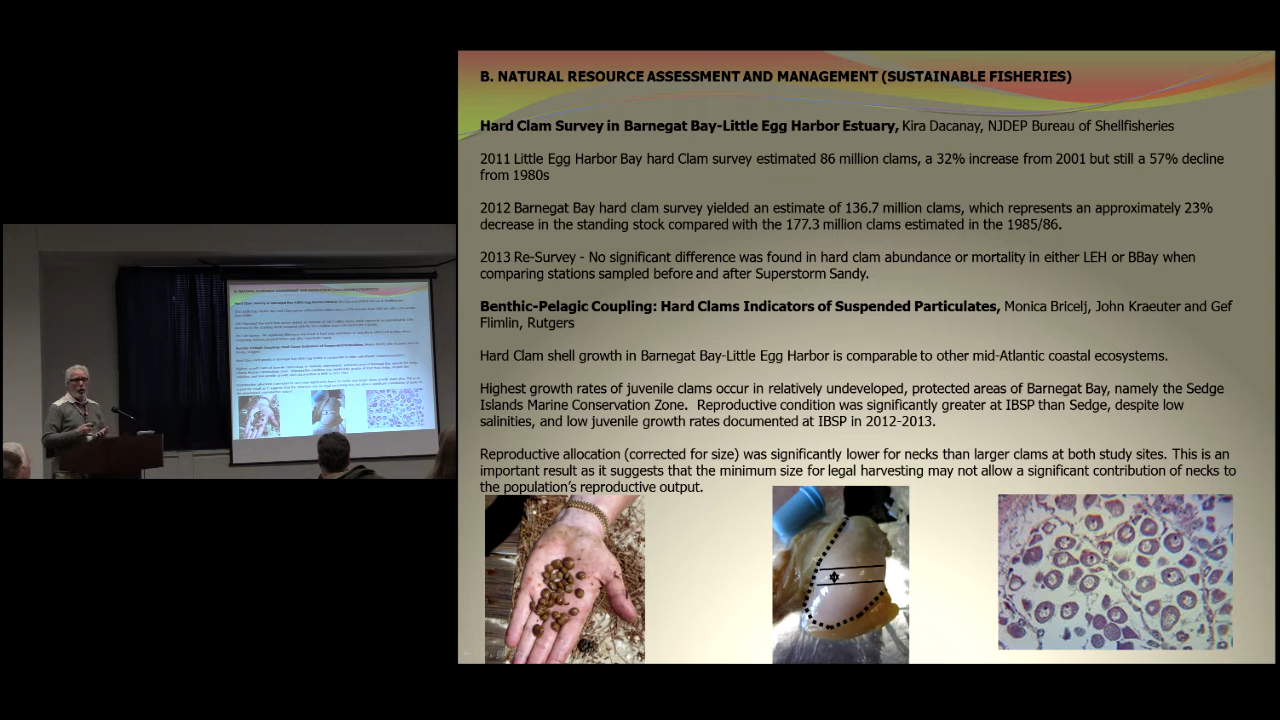 B. NATURAL RESOURCE ASSESSMENT AND MANAGEMENT (SUSTAINABLE FISHERIES)
Hard Clam Survey in Barnegat Bay-Little Egg Harbor Estuary, Kira Dacanay, NJDEP Bureau of Shellfisheries
2011 Little Egg Harbor Bay hard Clam survey estimated 86 million clams, a 32% increase from 2001 but still a 57% decline
from 1980s
2012 Barnegat Bay hard clam survey yielded an estimate of 136.7 million clams, which represents an approximately 23%
decrease in the standing stock compared with the 177.3 million clams estimated in the 1985/86.
2013 Re-Survey - No significant difference was found in hard clam abundance or mortality in either LEH or BBay when
comparing stations sampled before and after Superstorm Sandy.
Benthic-Pelagic Coupling: Hard Clams Indicators of Suspended Particulates, Monica Bricelj, John Kraeuter and Gef
Flimlin, Rutgers
Hard Clam shell growth in Barnegat Bay-Little Egg Harbor is comparable to other mid-Atlantic coastal ecosystems.
Highest growth rates of juvenile clams occur in relatively undeveloped, protected areas of Barnegat Bay, namely the Sedge
Islands Marine Conservation Zone.  Reproductive condition was significantly greater at IBSP than Sedge, despite low
salinities, and low juvenile growth rates documented at IBSP in 2012-2013.
Reproductive allocation (corrected for size) was significantly lower for necks than larger clams at both study sites. This is an
important result as it suggests that the minimum size for legal harvesting may not allow a significant contribution of necks to
the population's reproductive output.